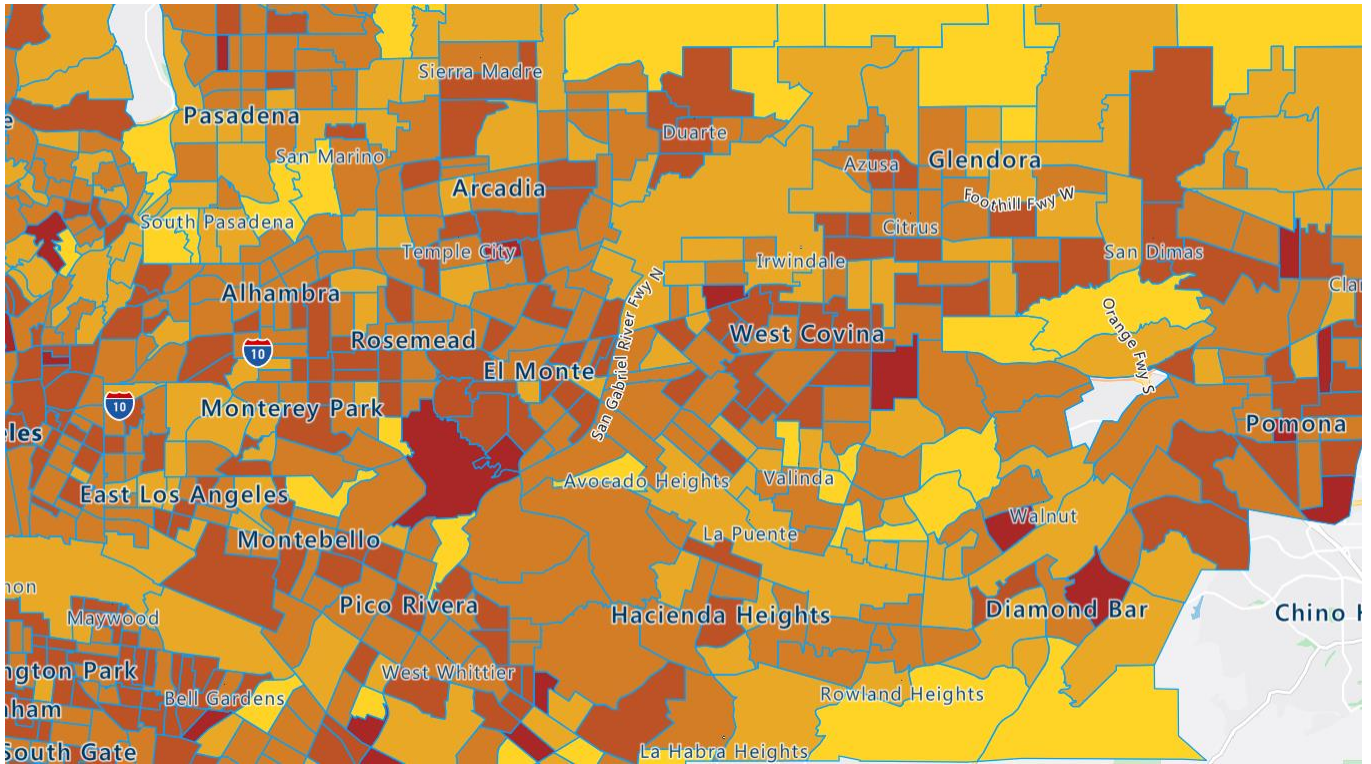 Sierra Madre
Pasadena
Duarte
San Marino
Azusa
Glendora
Arcadia
Foothill Fwy W
South Pasadena
Citrus
Temple City
San Dimas
Irwindale
Alhambra
Orange Fwy S
West Covina
Rosemead
10
El Monte
San Gabriel River Fwy N
10
Monterey Park
Pomona
eles
Avocado Heights
Valinda
East Los Angeles
Walnut
La Puente
Montebello
non
Pico Rivera
Hacienda Heights
Diamond Bar
Chino H
Maywood
ngton Park
West Whittier
Bell Gardens
Rowland Heights
ham
South Gate
La Habra Heights